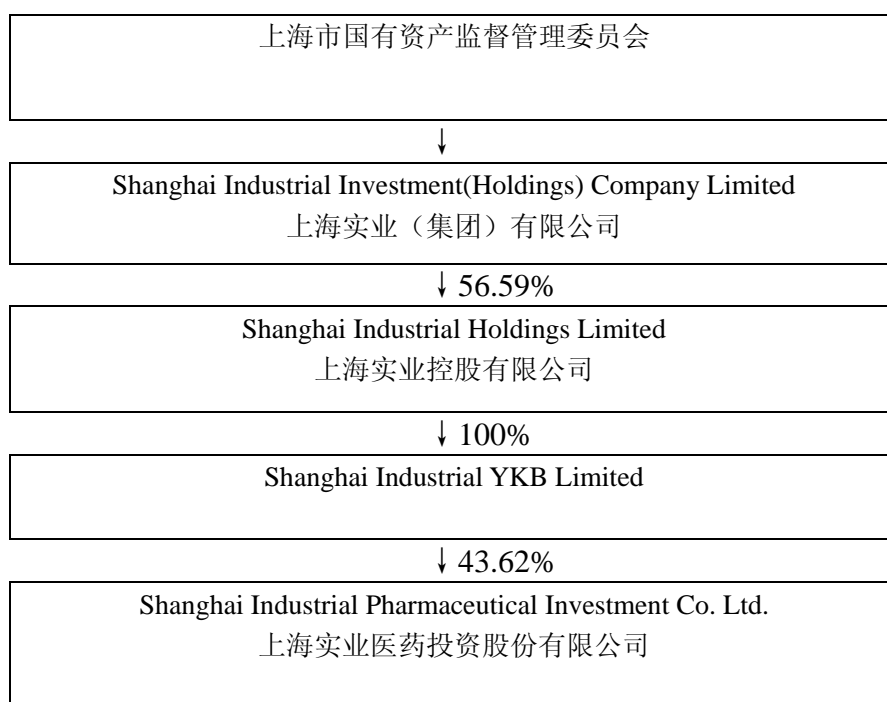 上海市国有资产监督管理委员会
↓
Shanghai Industrial Investment(Holdings) Company Limited
上海实业（集团）有限公司
↓ 56.59%
Shanghai Industrial Holdings Limited
上海实业控股有限公司
↓ 100%
Shanghai Industrial YKB Limited
↓ 43.62%
Shanghai Industrial Pharmaceutical Investment Co. Ltd.
上海实业医药投资股份有限公司